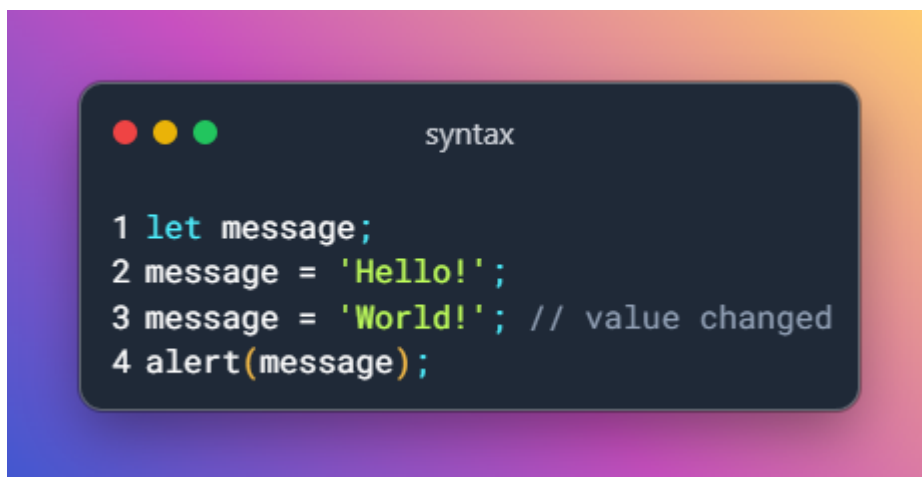 syntax
1 let message;
2 message = 'Hello!';
3 message = 'World!'; // value changed
4 alert(message);